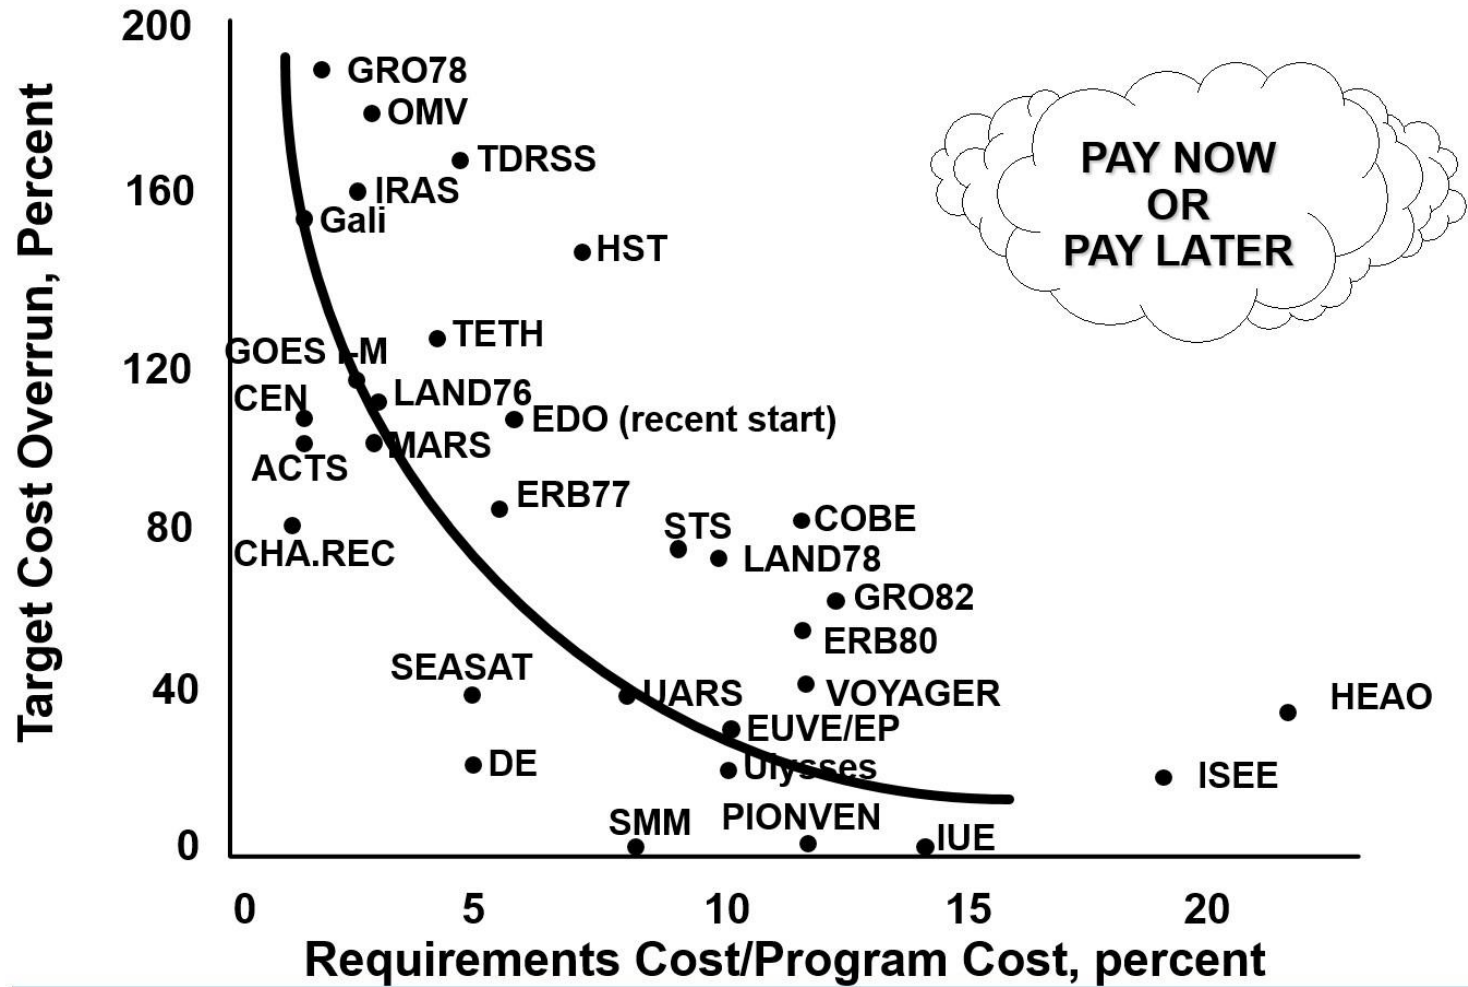 200
GRO78
OMV
TDRSS
160
IRAS
Gali
HST
PAY NOW
OR
PAY LATER
TETH
GOES I-M
120
CEN
LAND76
EDO (recent start)
MARS
ACTS
ERB77
80
STS
COBE
CHA.REC
LAND78
GRO82
ERB80
SEASAT
40
UARS
VOYAGER
HEAO
EUVE/EP
DE
Ulysses
ISEE
SMM
PIONVEN
IUE
0
0 5 10 15 20
Requirements Cost/Program Cost, percent
Target Cost Overrun, Percent